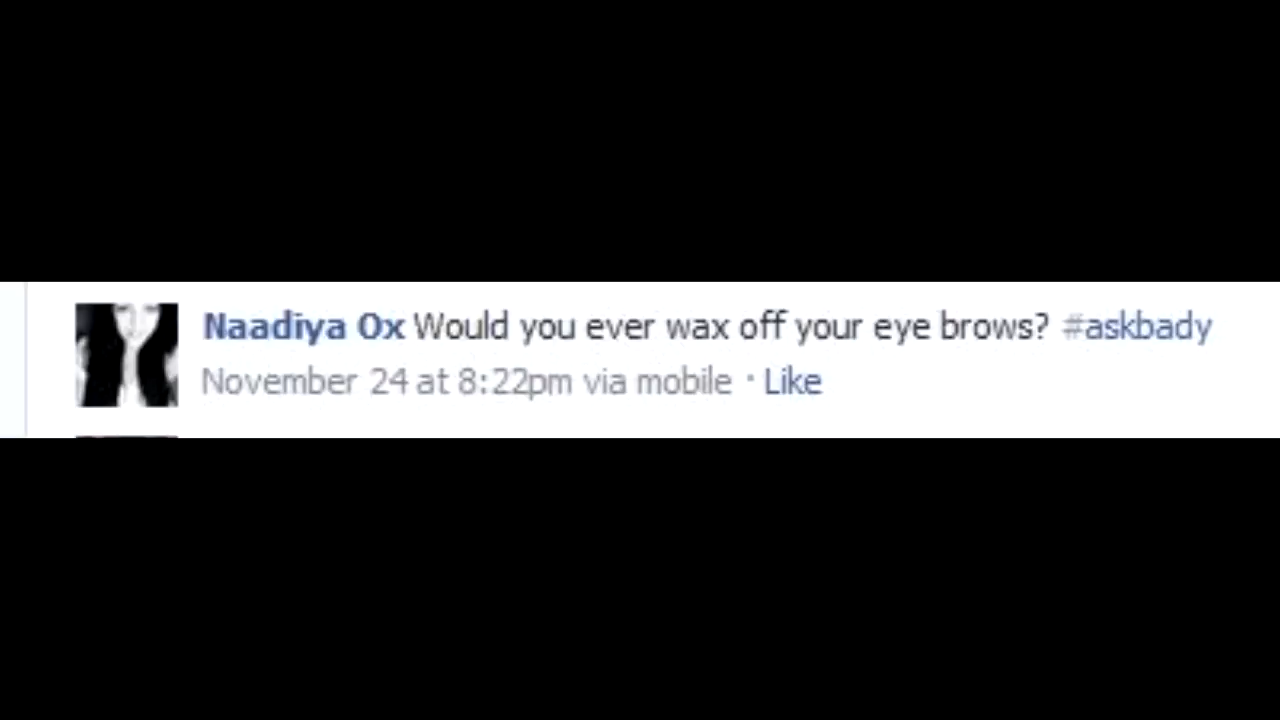 Naadiya Ox Would you ever wax off your eye brows? #askbady
November 24 at 8:22pm via mobile · Like